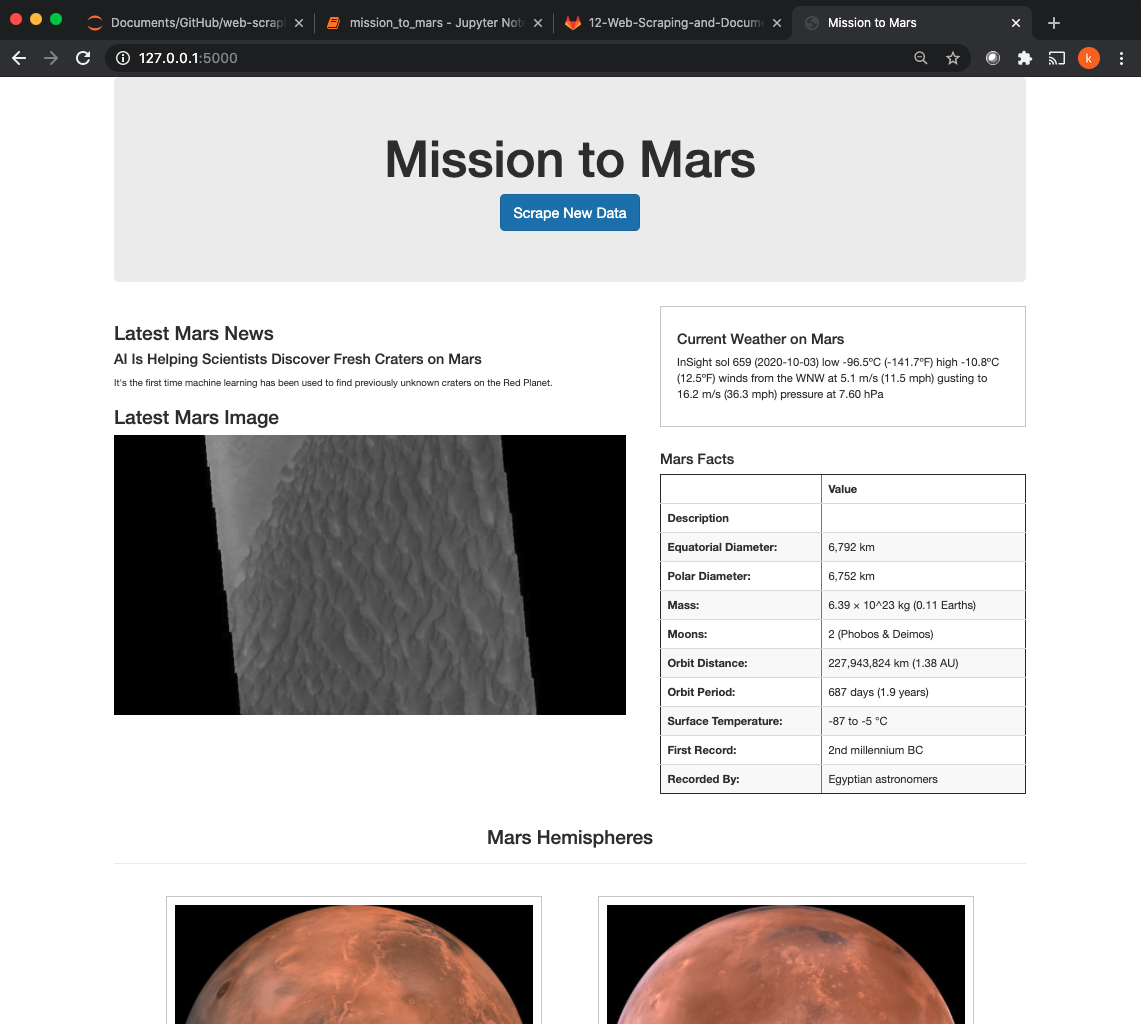 Documents/GitHub/web-scrapi
mission_to_mars - Jupyter Not
12-Web-Scraping-and-Docum
Mission to Mars
127.0.0.1:5000
k
Mission to Mars
Scrape New Data
Latest Mars News
AI Is Helping Scientists Discover Fresh Craters on Mars
It's the first time machine learning has been used to find previously unknown craters on the Red Planet.
Latest Mars Image
Current Weather on Mars
InSight sol 659 (2020-10-03) low -96.5ºC (-141.7ºF) high -10.8ºC
(12.5ºF) winds from the WNW at 5.1 m/s (11.5 mph) gusting to
16.2 m/s (36.3 mph) pressure at 7.60 hPa
Mars Facts
Value
Description
Equatorial Diameter: 6,792 km
Polar Diameter: 6,752 km
Mass: 6.39 × 10^23 kg (0.11 Earths)
Moons: 2 (Phobos & Deimos)
Orbit Distance: 227,943,824 km (1.38 AU)
Orbit Period: 687 days (1.9 years)
Surface Temperature: -87 to -5 °C
First Record: 2nd millennium BC
Recorded By: Egyptian astronomers
Mars Hemispheres